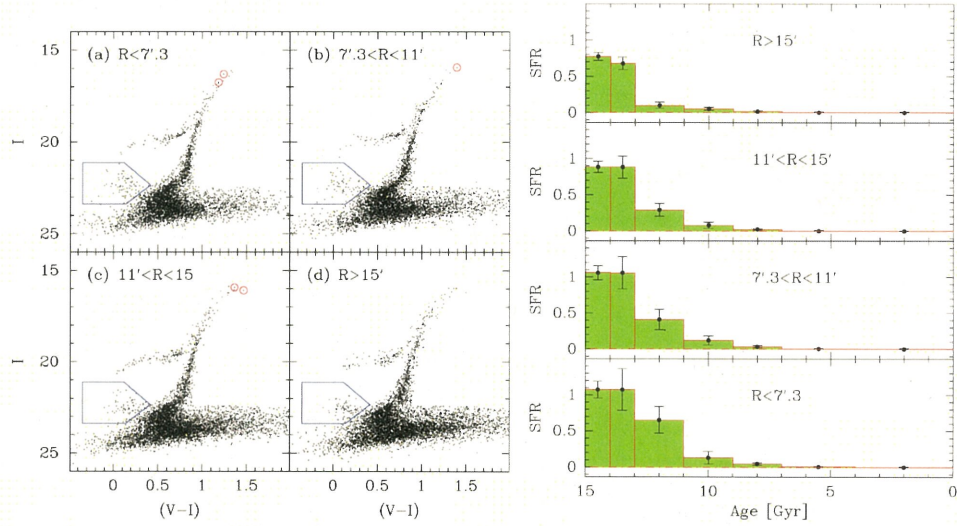 (a) R<7'.3
(b) 7'.3<R<11'
15
20
25
I
(c) 11'<R<15
(d) R>15'
15
20
25
I
0 0.5 1 1.5
0 0.5 1 1.5
(V−I)
(V−I)
R>15'
1
0.5
0
SFR
11'<R<15'
1
0.5
0
SFR
7'.3<R<11'
1
0.5
0
SFR
R<7'.3
1
0.5
0
SFR
15 10 5 0
Age [Gyr]